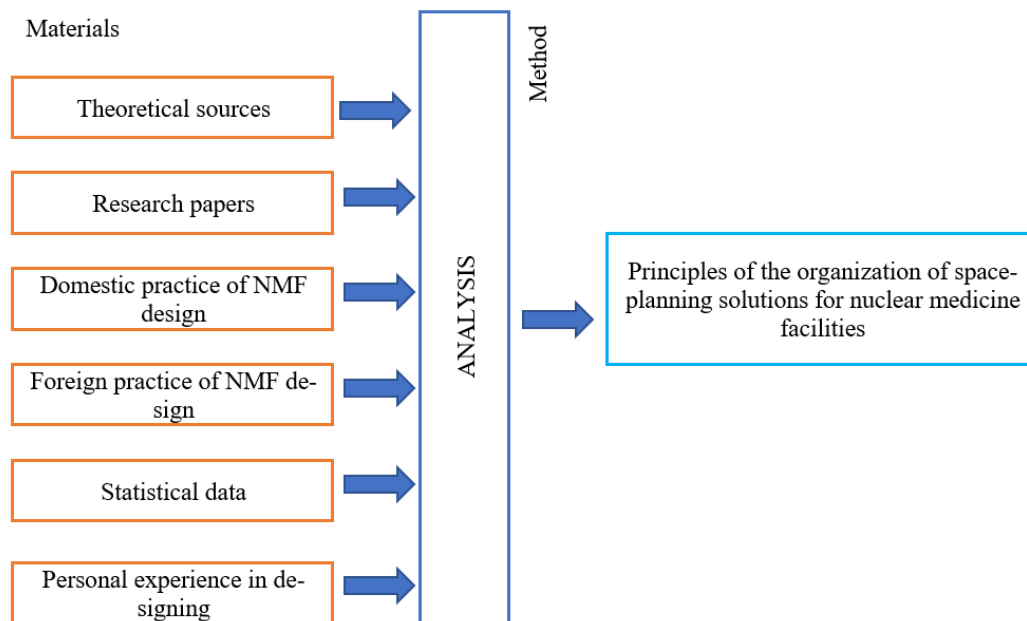 Materials
Theoretical sources
Research papers
Domestic practice of NMF
design
Foreign practice of NMF de-
sign
Statistical data
Personal experience in de-
signing
ANALYSIS
Method
Principles of the organization of space-
planning solutions for nuclear medicine
facilities